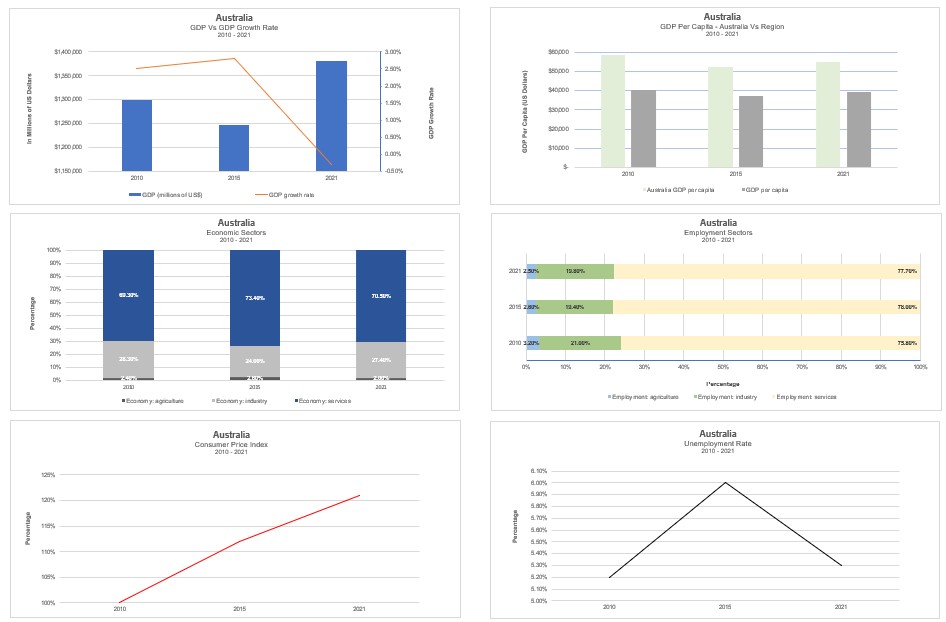 Australia
GDP Vs GDP Growth Rate
2010 - 2021
$1,400,000
$1,350,000
$1,300,000
$1,250,000
$1,200,000
$1,150,000
In Millions of US Dollars
3.00%
2.50%
2.00%
1.50%
1.00%
0.50%
0.00%
-0.50%
GDP Growth Rate
2010 2015 2021
GDP (millions of US$) GDP growth rate
Australia
GDP Per Capita - Australia Vs Region
2010 - 2021
$60,000
$50,000
$40,000
$30,000
$20,000
$10,000
$-
GDP Per Capita (US Dollars)
2010 2015 2021
Australia GDP per capita GDP per capita
Australia
Economic Sectors
2010 - 2021
100%
90%
80%
70%
60%
50%
40%
30%
20%
10%
0%
Percentage
69.30% 73.40% 70.50%
28.30% 24.00% 27.40%
2010 2015 2021
Economy: agriculture Economy: industry Economy: services
Australia
Employment Sectors
2010 - 2021
2021 2.50% 19.80% 77.70%
2015 2.60% 19.40% 78.00%
2010 3.20% 21.00% 75.80%
0% 10% 20% 30% 40% 50% 60% 70% 80% 90% 100%
Percentage
Employment: agriculture Employment: industry Employment: services
Australia
Consumer Price Index
2010 - 2021
125%
120%
115%
110%
105%
100%
Percentage
2010 2015 2021
Australia
Unemployment Rate
2010 - 2021
6.10%
6.00%
5.90%
5.80%
5.70%
5.60%
5.50%
5.40%
5.30%
5.20%
5.10%
5.00%
Percentage
2010 2015 2021